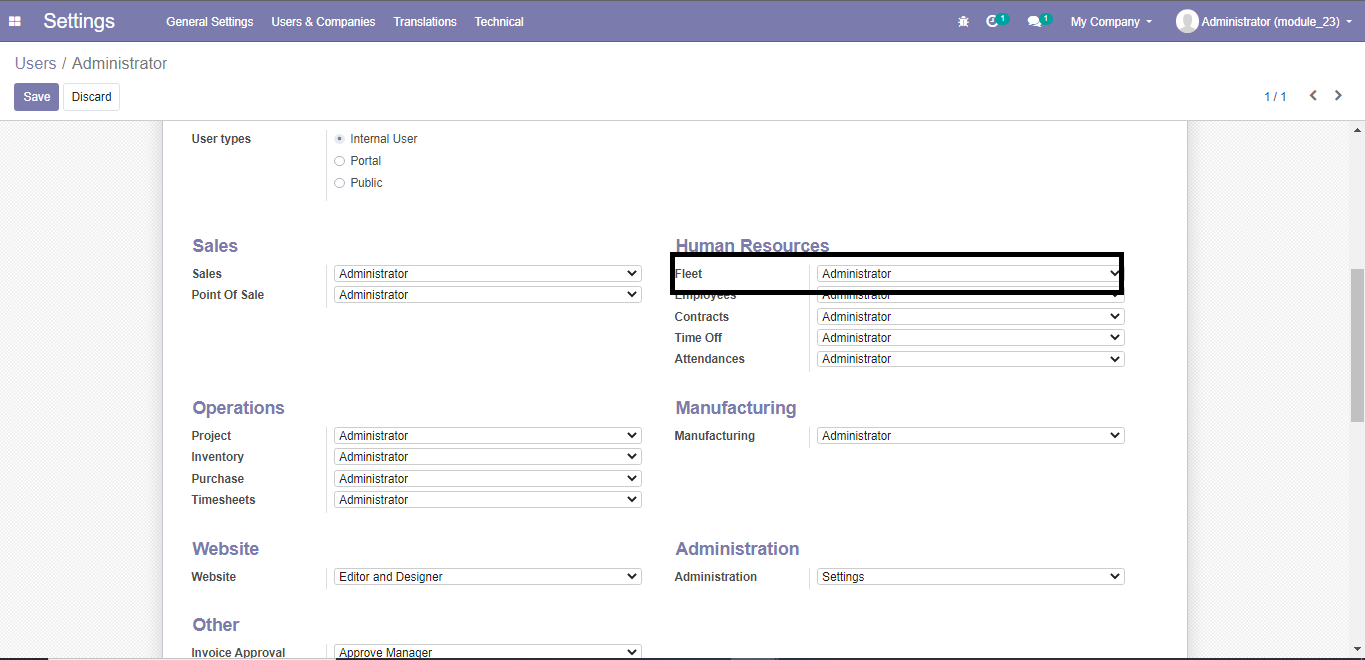 Settings General Settings Users & Companies Translations Technical 1 1 My Company Administrator (module_23)
Users / Administrator
Save Discard 1 / 1
User types Internal User
Portal
Public
Sales
Sales Administrator
Point Of Sale Administrator
Human Resources
Fleet Administrator
Employees Administrator
Contracts Administrator
Time Off Administrator
Attendances Administrator
Operations
Project Administrator
Inventory Administrator
Purchase Administrator
Timesheets Administrator
Manufacturing
Manufacturing Administrator
Website
Website Editor and Designer
Administration
Administration Settings
Other
Invoice Approval Approve Manager